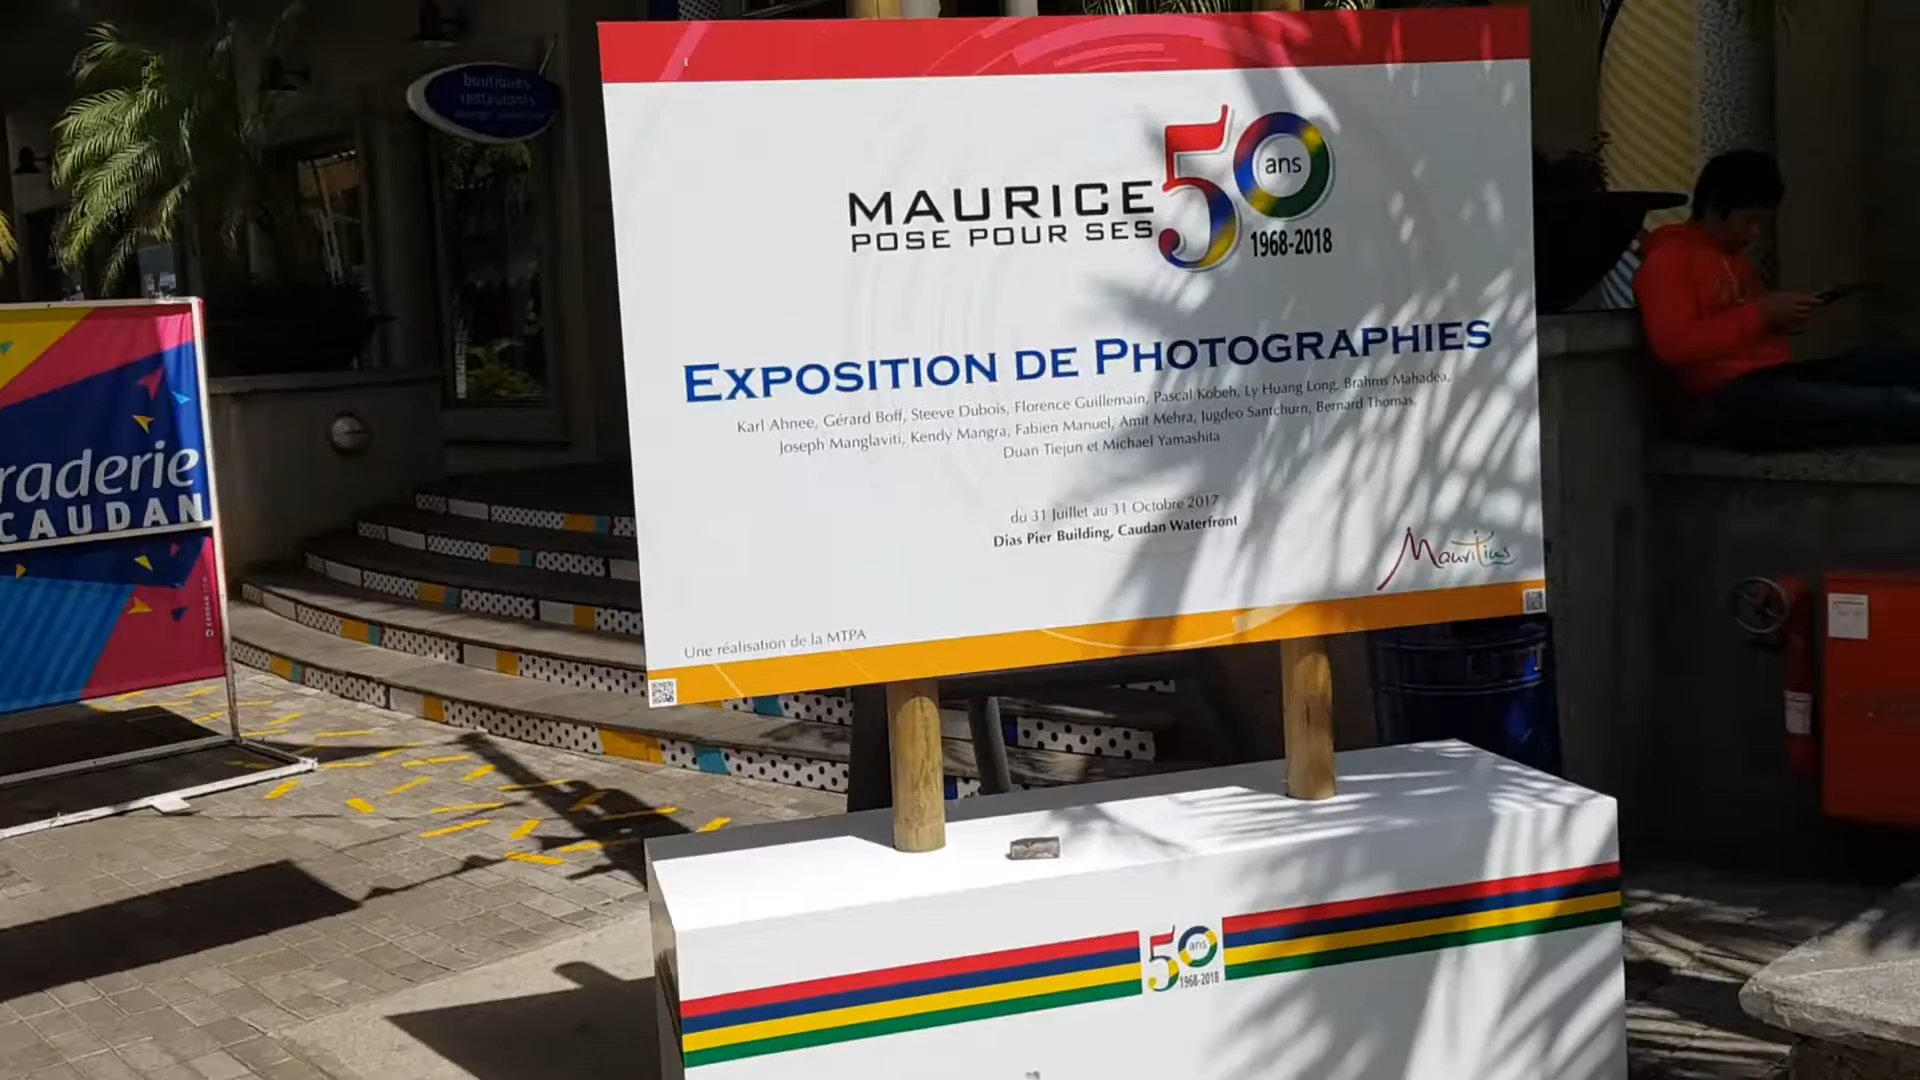 boutiques
restaurants
MAURICE
POSE POUR SES
50
ans
1968-2018
EXPOSITION DE PHOTOGRAPHIES
Karl Ahnee, Gérard Boff, Steeve Dubois, Florence Guillemain, Pascal Kobeh, Ly Huang Long, Brahms Mahadea,
Joseph Manglaviti, Kendy Mangra, Fabien Manuel, Amit Mehra, Jugdeo Santchurn, Bernard Thomas,
Duan Tiejun et Michael Yamashita
du 31 Juillet au 31 Octobre 2017
Dias Pier Building, Caudan Waterfront
Mauritius
Une réalisation de la MTPA
raderie
CAUDAN
50
ans
1968-2018